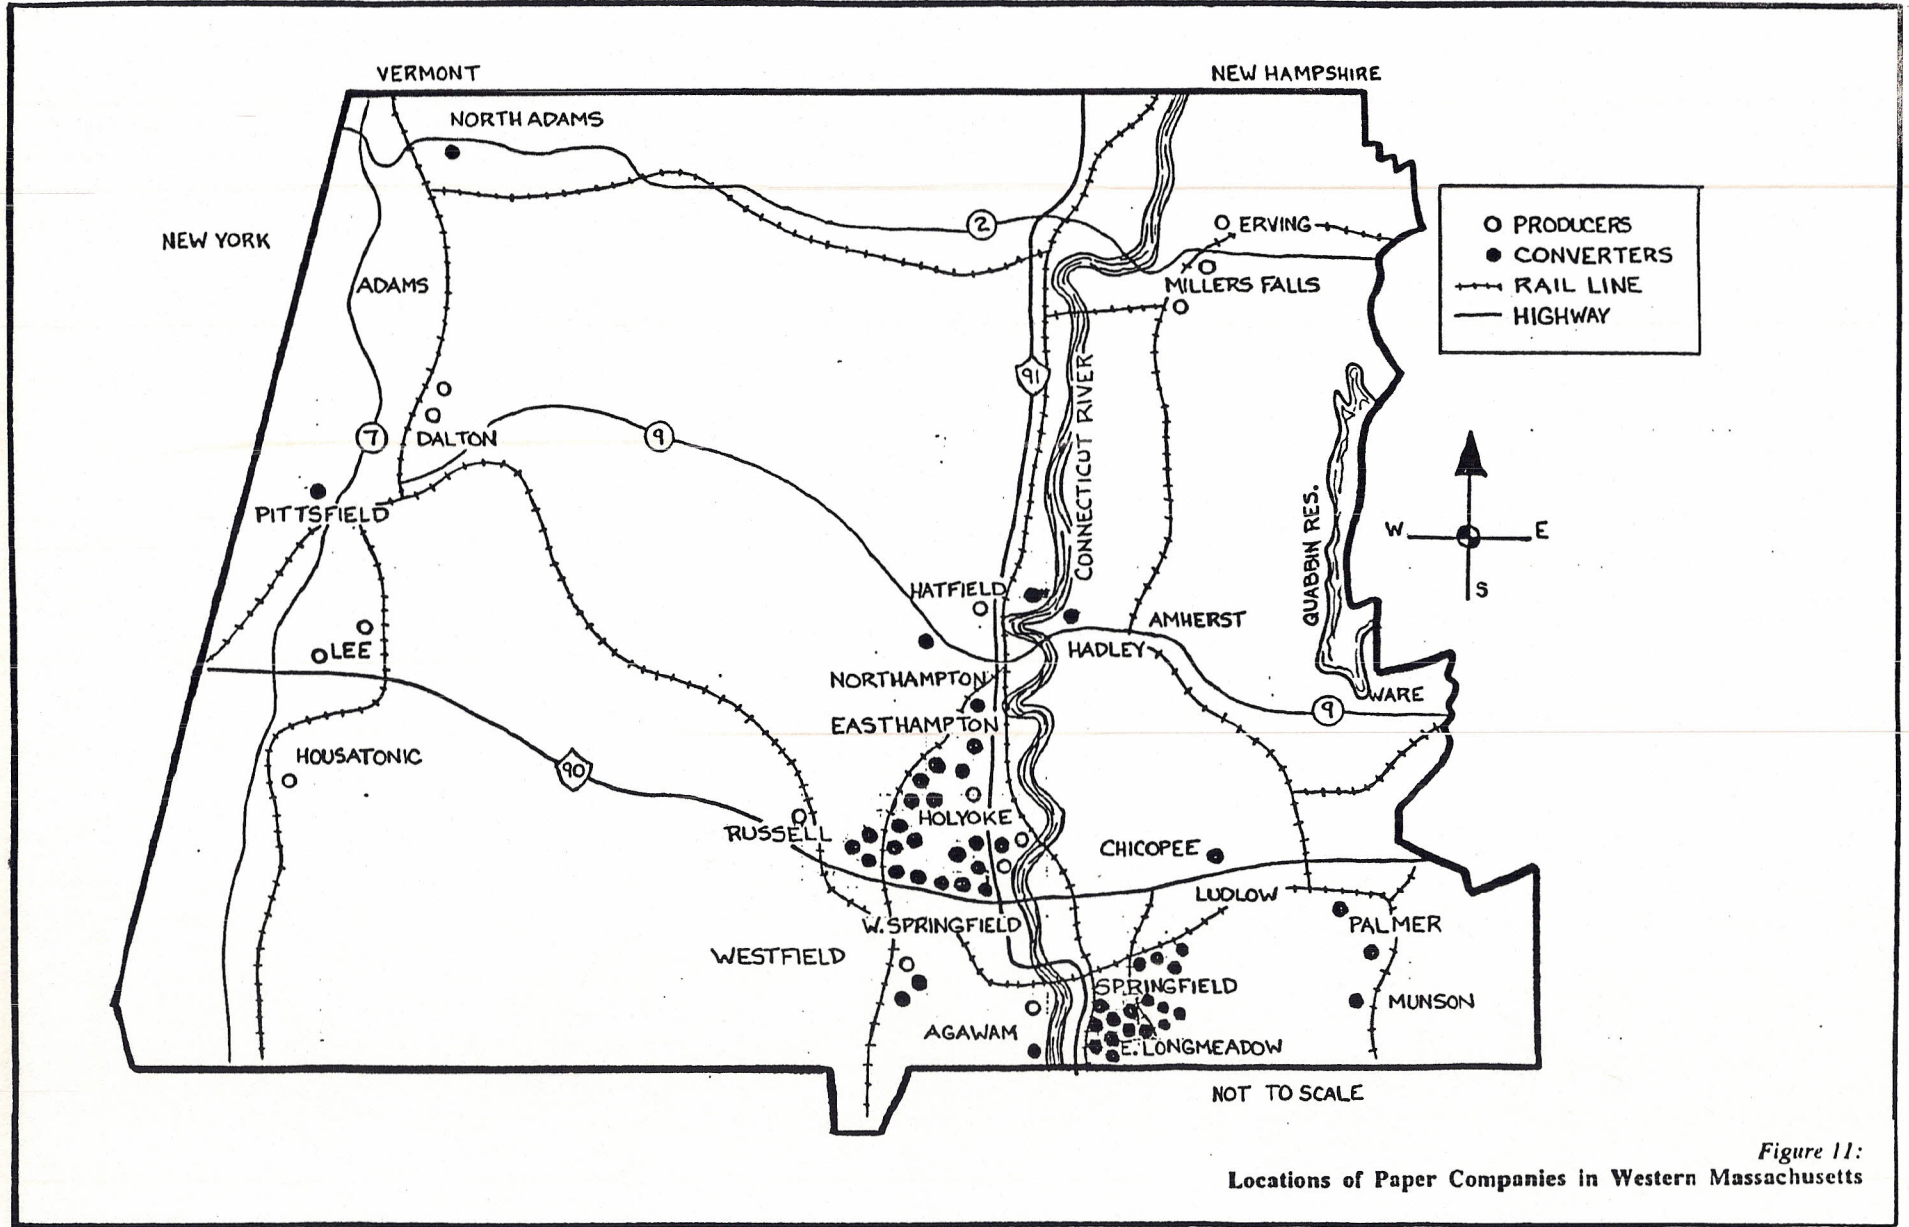 VERMONT
NEW HAMPSHIRE
NORTH ADAMS
NEW YORK
2
ERVING
PRODUCERS
CONVERTERS
RAIL LINE
HIGHWAY
ADAMS
MILLERS FALLS
91
CONNECTICUT RIVER
7
DALTON
9
PITTSFIELD
QUABBIN RES.
W
E
S
HATFIELD
AMHERST
LEE
HADLEY
NORTHAMPTON
WARE
9
EASTHAMPTON
HOUSATONIC
90
HOLYOKE
RUSSELL
CHICOPEE
LUDLOW
W. SPRINGFIELD
PALMER
WESTFIELD
SPRINGFIELD
MUNSON
AGAWAM
E. LONGMEADOW
NOT TO SCALE
Figure 11:
Locations of Paper Companies in Western Massachusetts